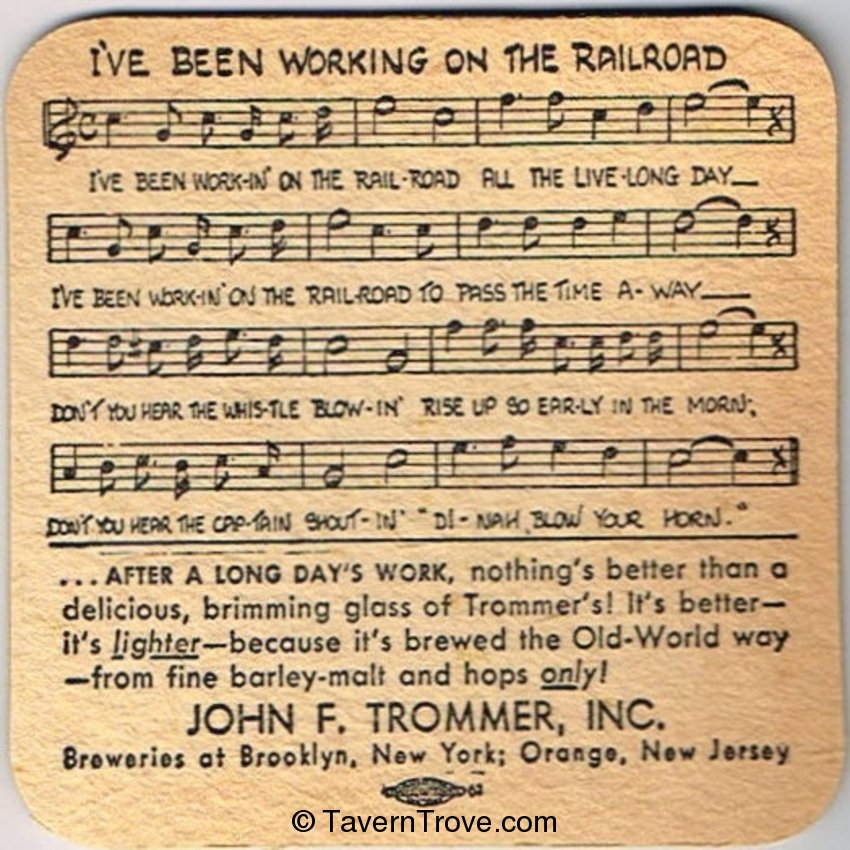 I'VE BEEN WORKING ON THE RAILROAD
I'VE BEEN WORK-IN' ON THE RAIL-ROAD ALL THE LIVE-LONG DAY
I'VE BEEN WORK-IN' ON THE RAIL-ROAD TO PASS THE TIME A-WAY
DON'T YOU HEAR THE WHIS-TLE BLOW-IN' RISE UP SO EAR-LY IN THE MORN;
DON'T YOU HEAR THE CAP-TAIN SHOUT-IN' "DI-NAH, BLOW YOUR HORN."
...AFTER A LONG DAY'S WORK, nothing's better than a
delicious, brimming glass of Trommer's! It's better—
it's lighter—because it's brewed the Old-World way
—from fine barley-malt and hops only!
JOHN F. TROMMER, INC.
Breweries at Brooklyn, New York; Orange, New Jersey
62
© TavernTrove.com